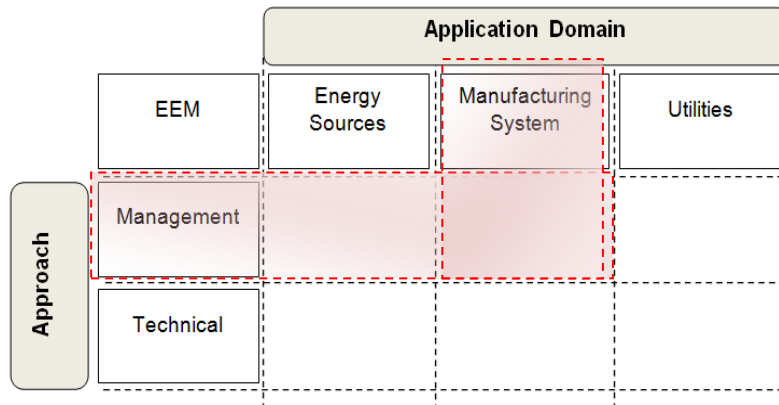 Application Domain
EEM
Energy
Sources
Manufacturing
System
Utilities
Approach
Management
Technical